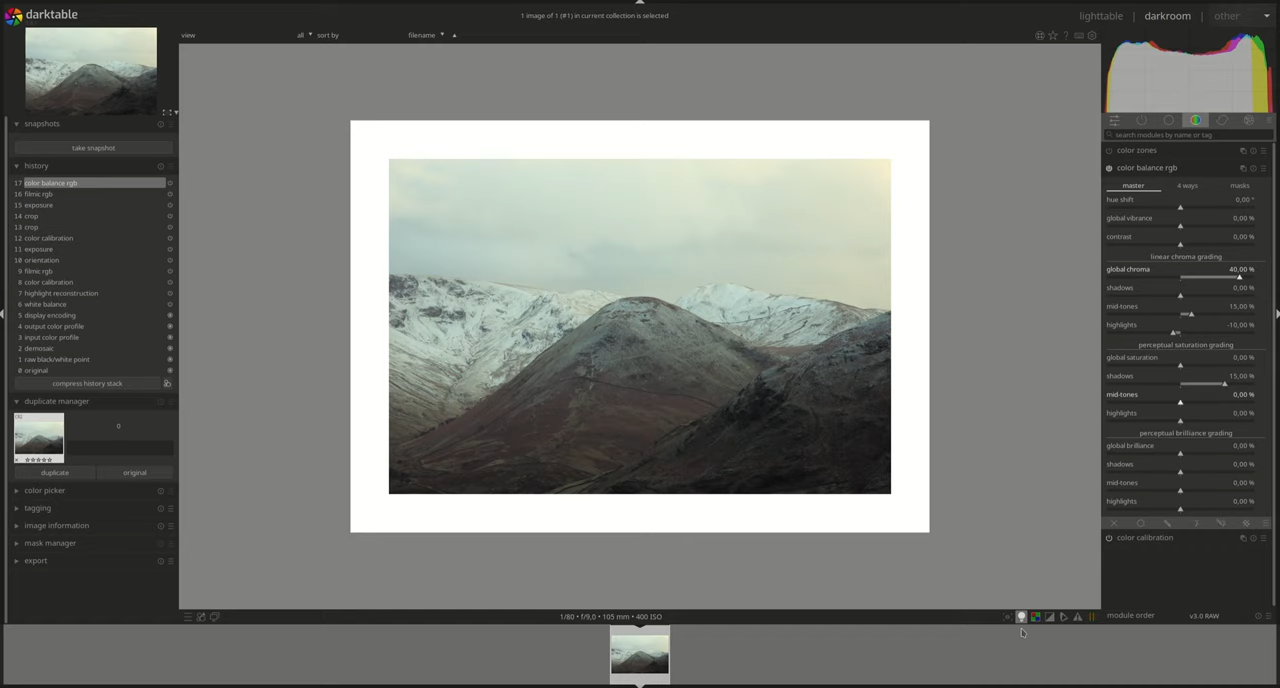 darktable
1 image of 1 (#1) in current collection is selected
lighttable | darkroom | other
view all sort by filename
snapshots
take snapshot
history
17 color balance rgb
16 filmic rgb
15 exposure
14 crop
13 crop
12 color calibration
11 exposure
10 orientation
9 filmic rgb
8 color calibration
7 highlight reconstruction
6 white balance
5 display encoding
4 output color profile
3 input color profile
2 demosaic
1 raw black/white point
0 original
compress history stack
duplicate manager
0
duplicate original
color picker
tagging
image information
mask manager
export
1/80 • f/9,0 • 105 mm • 400 ISO
search modules by name or tag
color zones
color balance rgb
master 4 ways masks
hue shift 0,00 °
global vibrance 0,00 %
contrast 0,00 %
linear chroma grading
global chroma 40,00 %
shadows 0,00 %
mid-tones 15,00 %
highlights -10,00 %
perceptual saturation grading
global saturation 0,00 %
shadows 15,00 %
mid-tones 0,00 %
highlights 0,00 %
perceptual brilliance grading
global brilliance 0,00 %
shadows 0,00 %
mid-tones 0,00 %
highlights 0,00 %
color calibration
module order v3.0 RAW